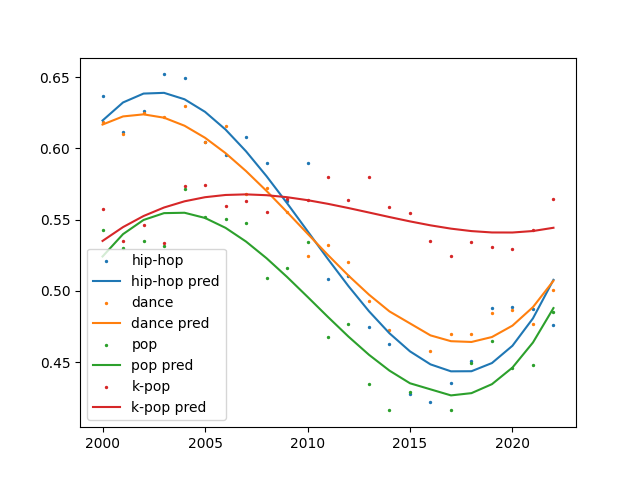 0.65
0.60
0.55
0.50
0.45
hip-hop
hip-hop pred
dance
dance pred
pop
pop pred
k-pop
k-pop pred
2000 2005 2010 2015 2020